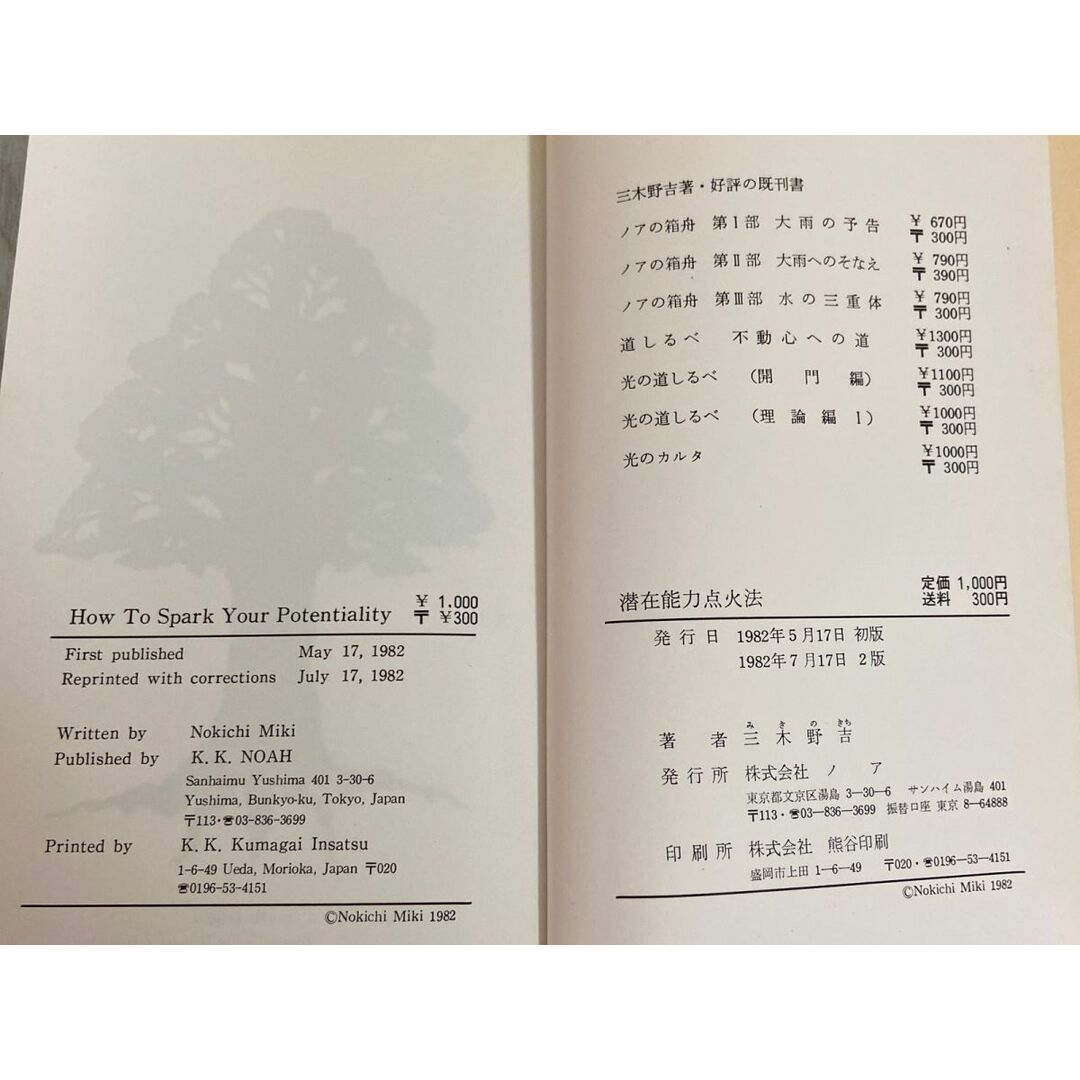 How To Spark Your Potentiality ¥ 1,000
〒 ¥300
First published May 17, 1982
Reprinted with corrections July 17, 1982
Written by Nokichi Miki
Published by K. K. NOAH
Sanhaimu Yushima 401 3-30-6
Yushima, Bunkyo-ku, Tokyo, Japan
〒113・☎03-836-3699
Printed by K. K. Kumagai Insatsu
1-6-49 Ueda, Morioka, Japan 〒020
☎0196-53-4151
©Nokichi Miki 1982
三木野吉著・好評の既刊書
ノアの箱舟 第Ⅰ部 大雨の予告 ¥ 670円
〒 300円
ノアの箱舟 第Ⅱ部 大雨へのそなえ ¥ 790円
〒 390円
ノアの箱舟 第Ⅲ部 水の三重体 ¥ 790円
〒 300円
道しるべ 不動心への道 ¥1300円
〒 300円
光の道しるべ (開門編) ¥1100円
〒 300円
光の道しるべ (理論編 1) ¥1000円
〒 300円
光のカルタ ¥1000円
〒 300円
潜在能力点火法 定価 1,000円
送料 300円
発行日 1982年5月17日 初版
1982年7月17日 2版
み き の きち
著者 三木野吉
発行所 株式会社 ノア
東京都文京区湯島 3―30―6 サンハイム湯島 401
〒113・☎03―836―3699 振替口座 東京 8―64888
印刷所 株式会社 熊谷印刷
盛岡市上田 1―6―49 〒020・☎0196―53―4151
©Nokichi Miki 1982